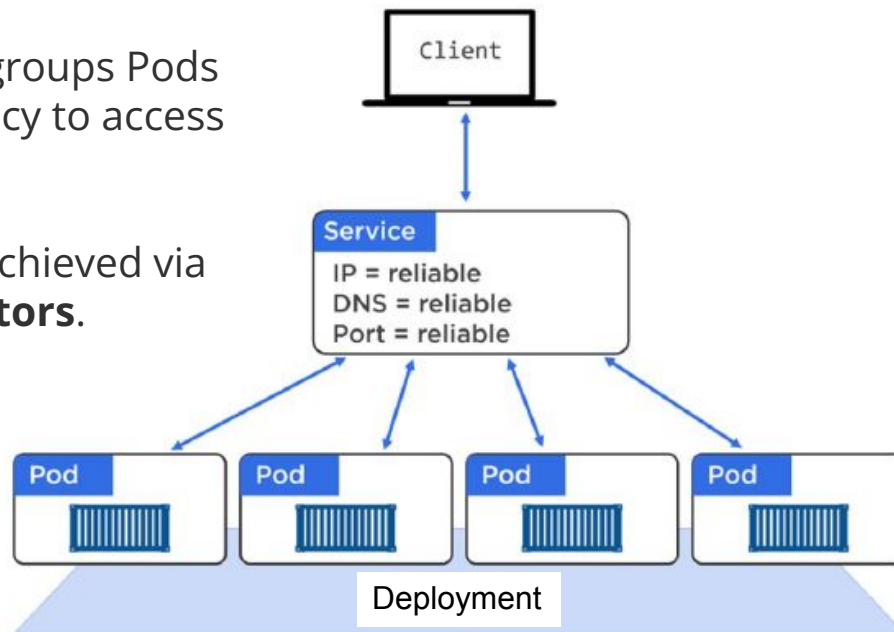 groups Pods
cy to access
chieved via
tors.
Client
Service
IP = reliable
DNS = reliable
Port = reliable
Pod
Pod
Pod
Pod
Deployment